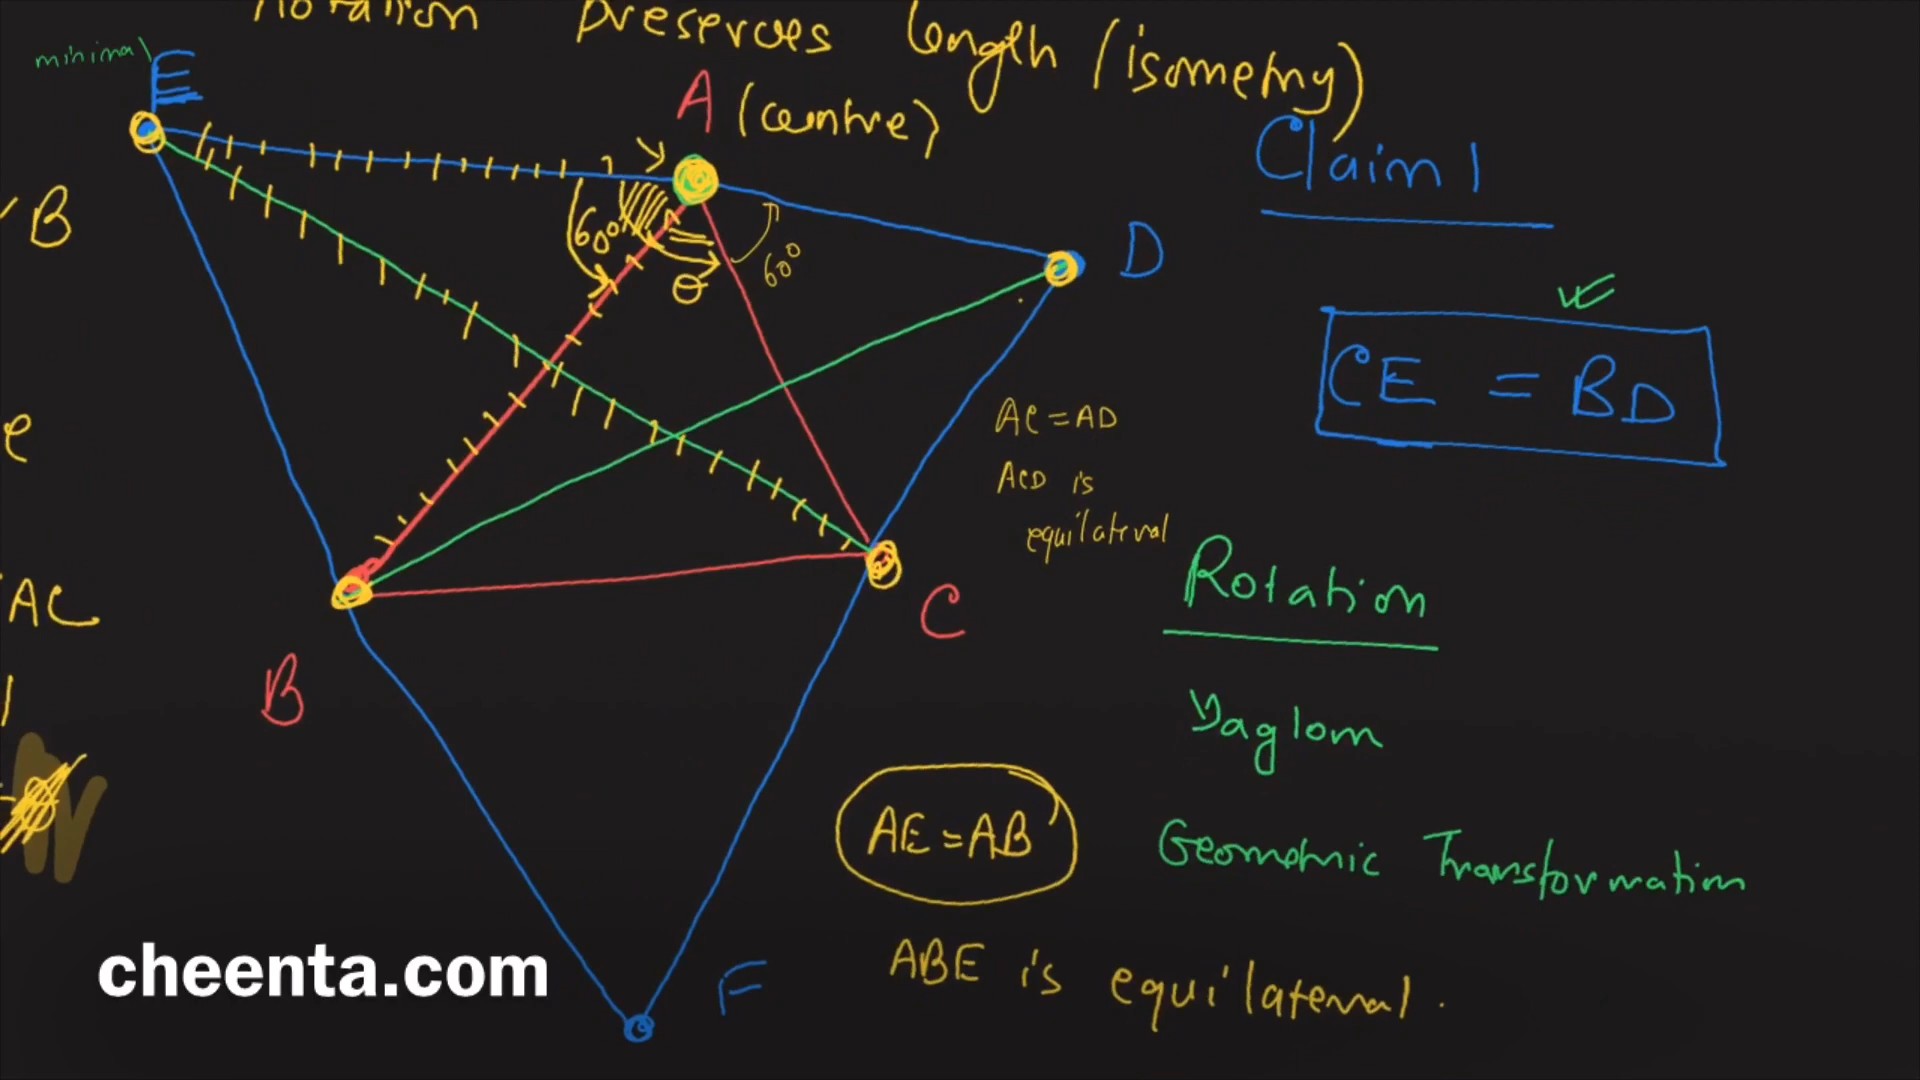 rotation preserves length (isometry)
minimal
E
A (centre)
Claim 1
B
60°
θ
60°
D
CE = BD
e
AC = AD
ACD is
equilateral
AC
C
Rotation
B
Yaglom
AE = AB
Geometric Transformation
ABE is equilateral.
cheenta.com
F